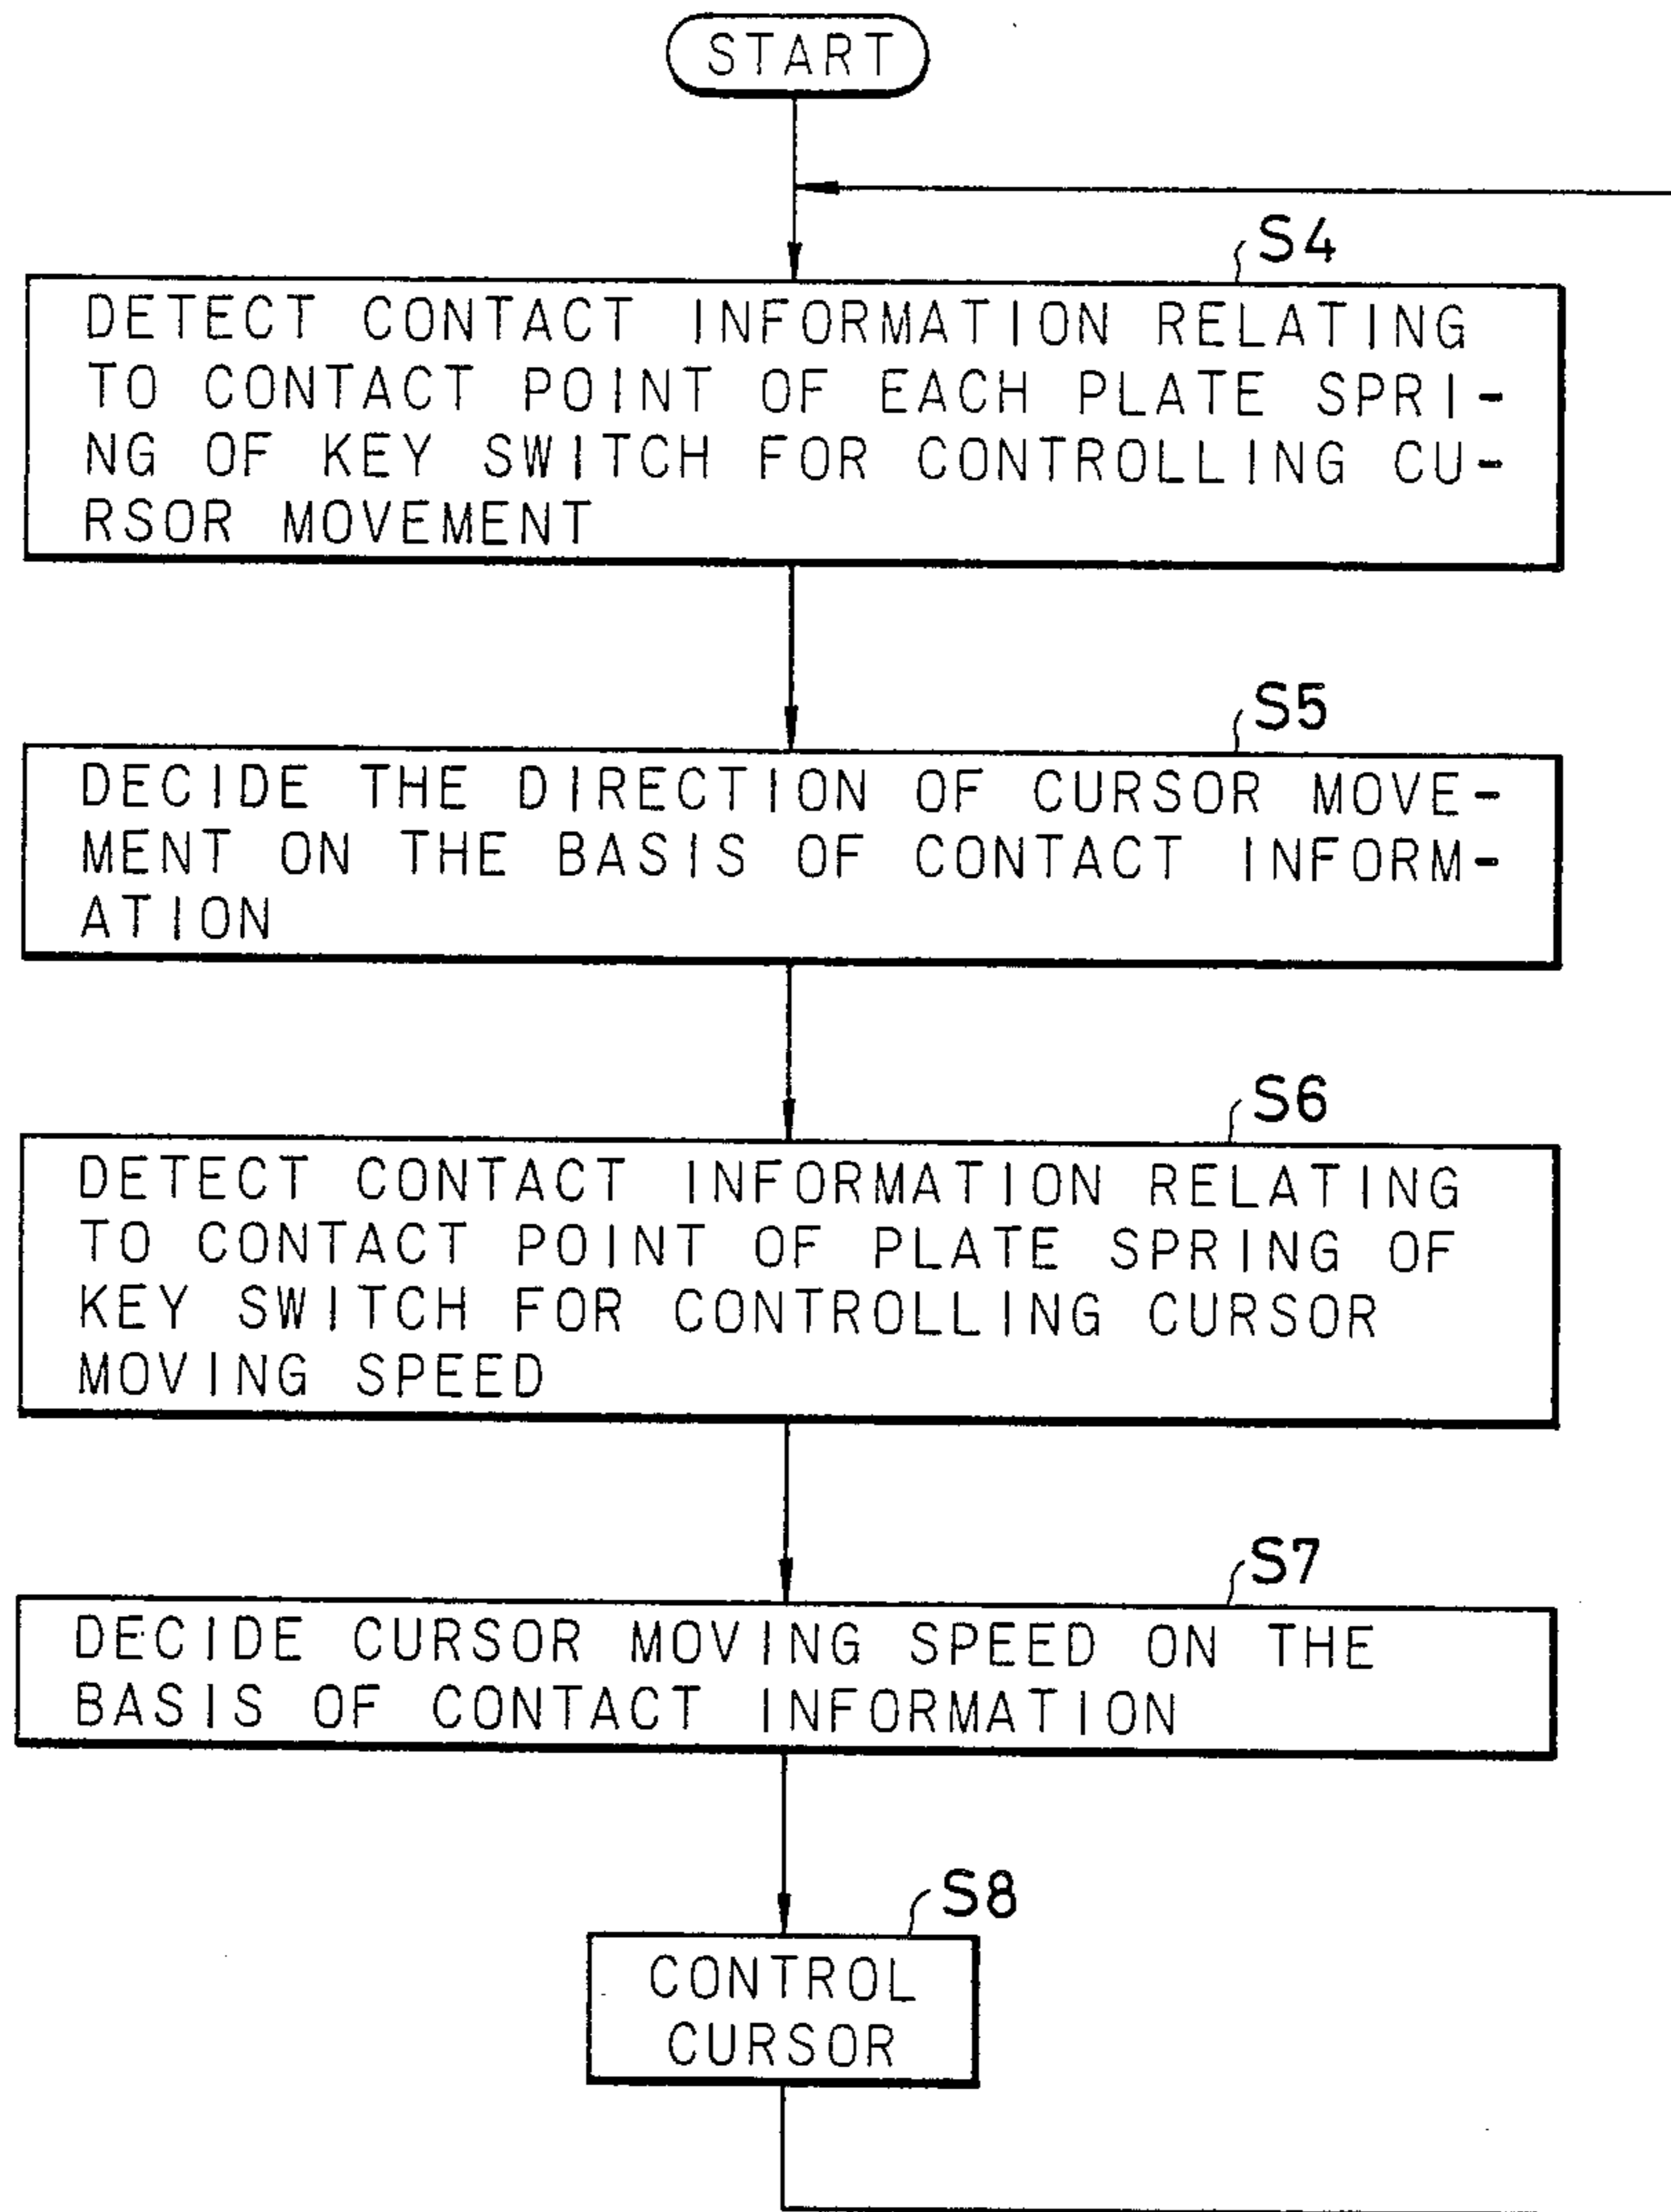 START
S4
DETECT CONTACT INFORMATION RELATING
TO CONTACT POINT OF EACH PLATE SPRI-
NG OF KEY SWITCH FOR CONTROLLING CU-
RSOR MOVEMENT
S5
DECIDE THE DIRECTION OF CURSOR MOVE-
MENT ON THE BASIS OF CONTACT INFORM-
ATION
S6
DETECT CONTACT INFORMATION RELATING
TO CONTACT POINT OF PLATE SPRING OF
KEY SWITCH FOR CONTROLLING CURSOR
MOVING SPEED
S7
DECIDE CURSOR MOVING SPEED ON THE
BASIS OF CONTACT INFORMATION
S8
CONTROL
CURSOR